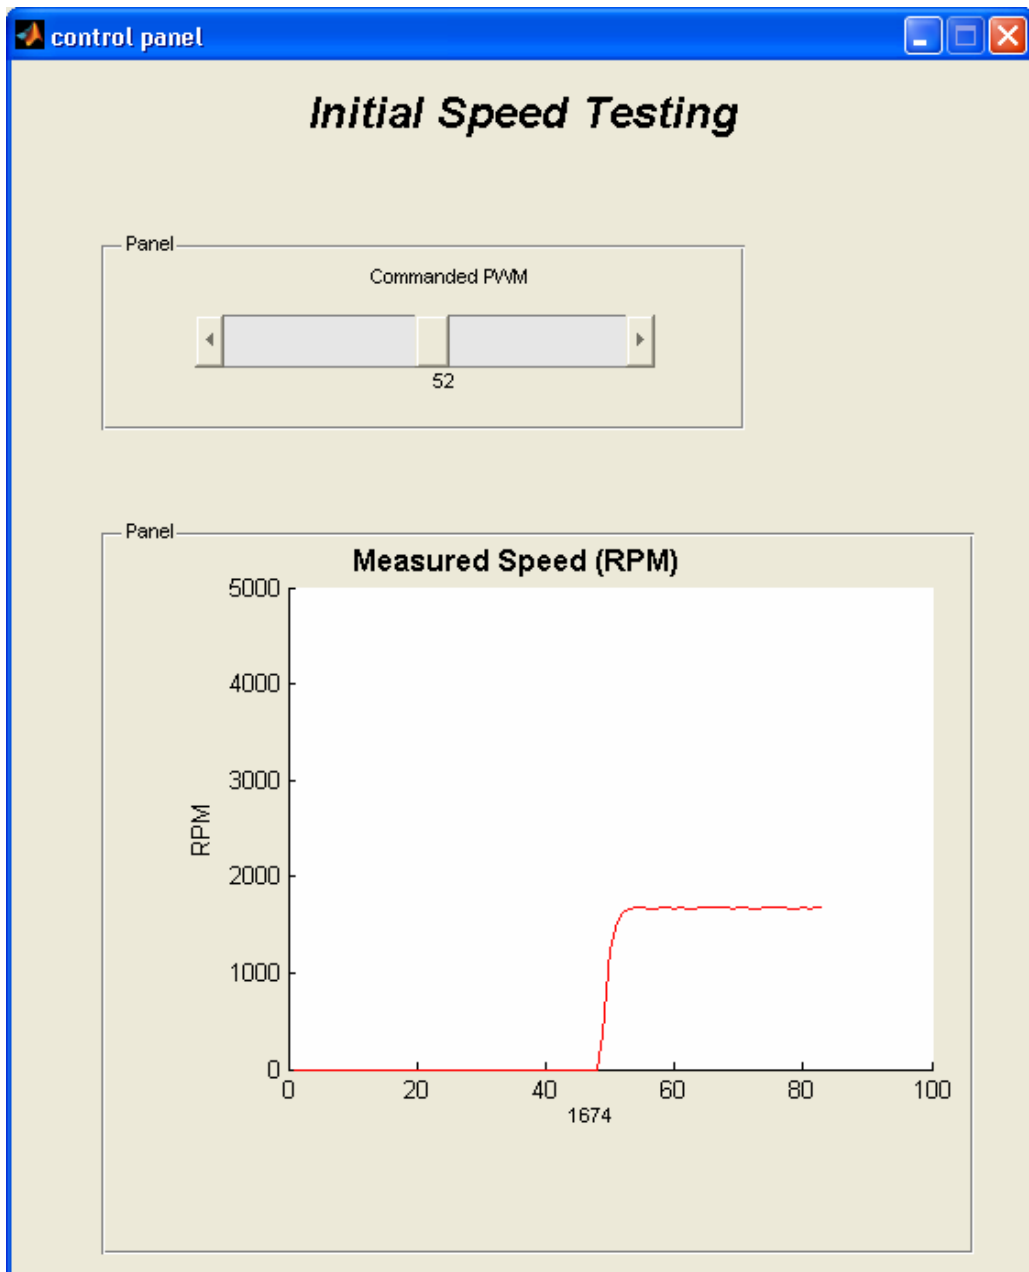 control panel
Initial Speed Testing
Panel
Commanded PWM
52
Panel
Measured Speed (RPM)
5000
4000
3000
2000
1000
0
RPM
0 20 40 60 80 100
1674